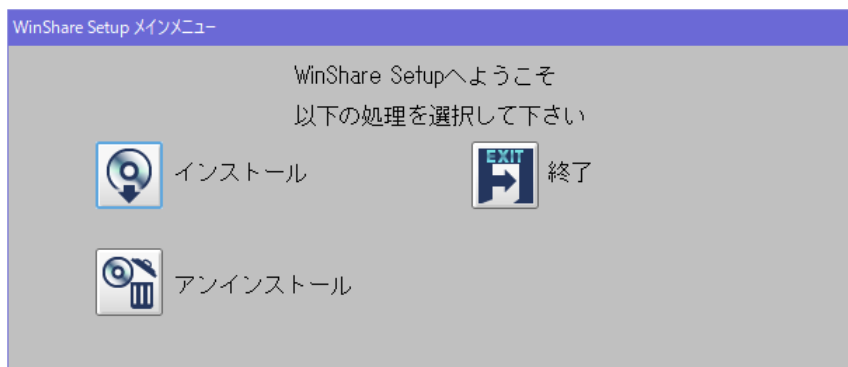 WinShare Setup メインメニュー
WinShare Setupへようこそ
以下の処理を選択して下さい
インストール
EXIT 終了
アンインストール